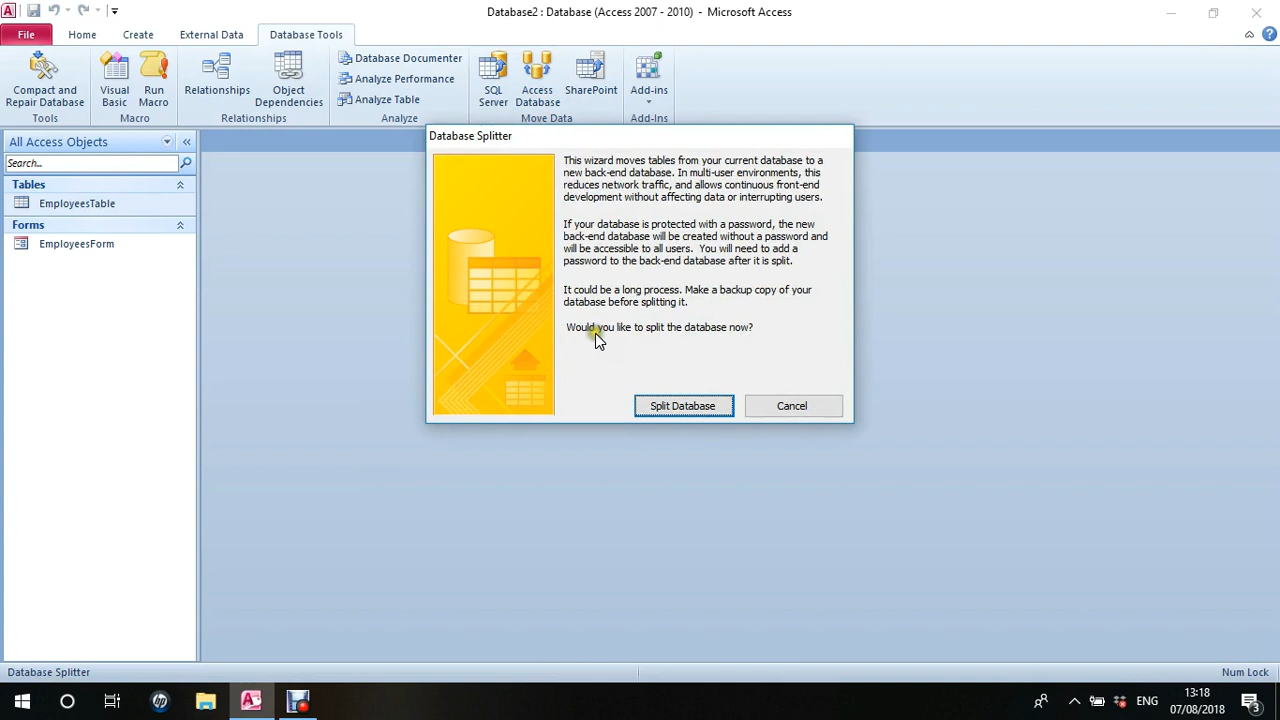 Database2 : Database (Access 2007 - 2010) - Microsoft Access
File Home Create External Data Database Tools
Compact and Repair Database
Visual Basic
Run Macro
Relationships
Object Dependencies
Database Documenter
Analyze Performance
Analyze Table
SQL Server
Access Database
SharePoint
Add-ins
Tools Macro Relationships Analyze Move Data Add-Ins
All Access Objects
Search...
Tables
EmployeesTable
Forms
EmployeesForm
Database Splitter
This wizard moves tables from your current database to a
new back-end database. In multi-user environments, this
reduces network traffic, and allows continuous front-end
development without affecting data or interrupting users.
If your database is protected with a password, the new
back-end database will be created without a password and
will be accessible to all users. You will need to add a
password to the back-end database after it is split.
It could be a long process. Make a backup copy of your
database before splitting it.
Would you like to split the database now?
Split Database Cancel
Database Splitter Num Lock
hp
ENG
13:18
07/08/2018
3